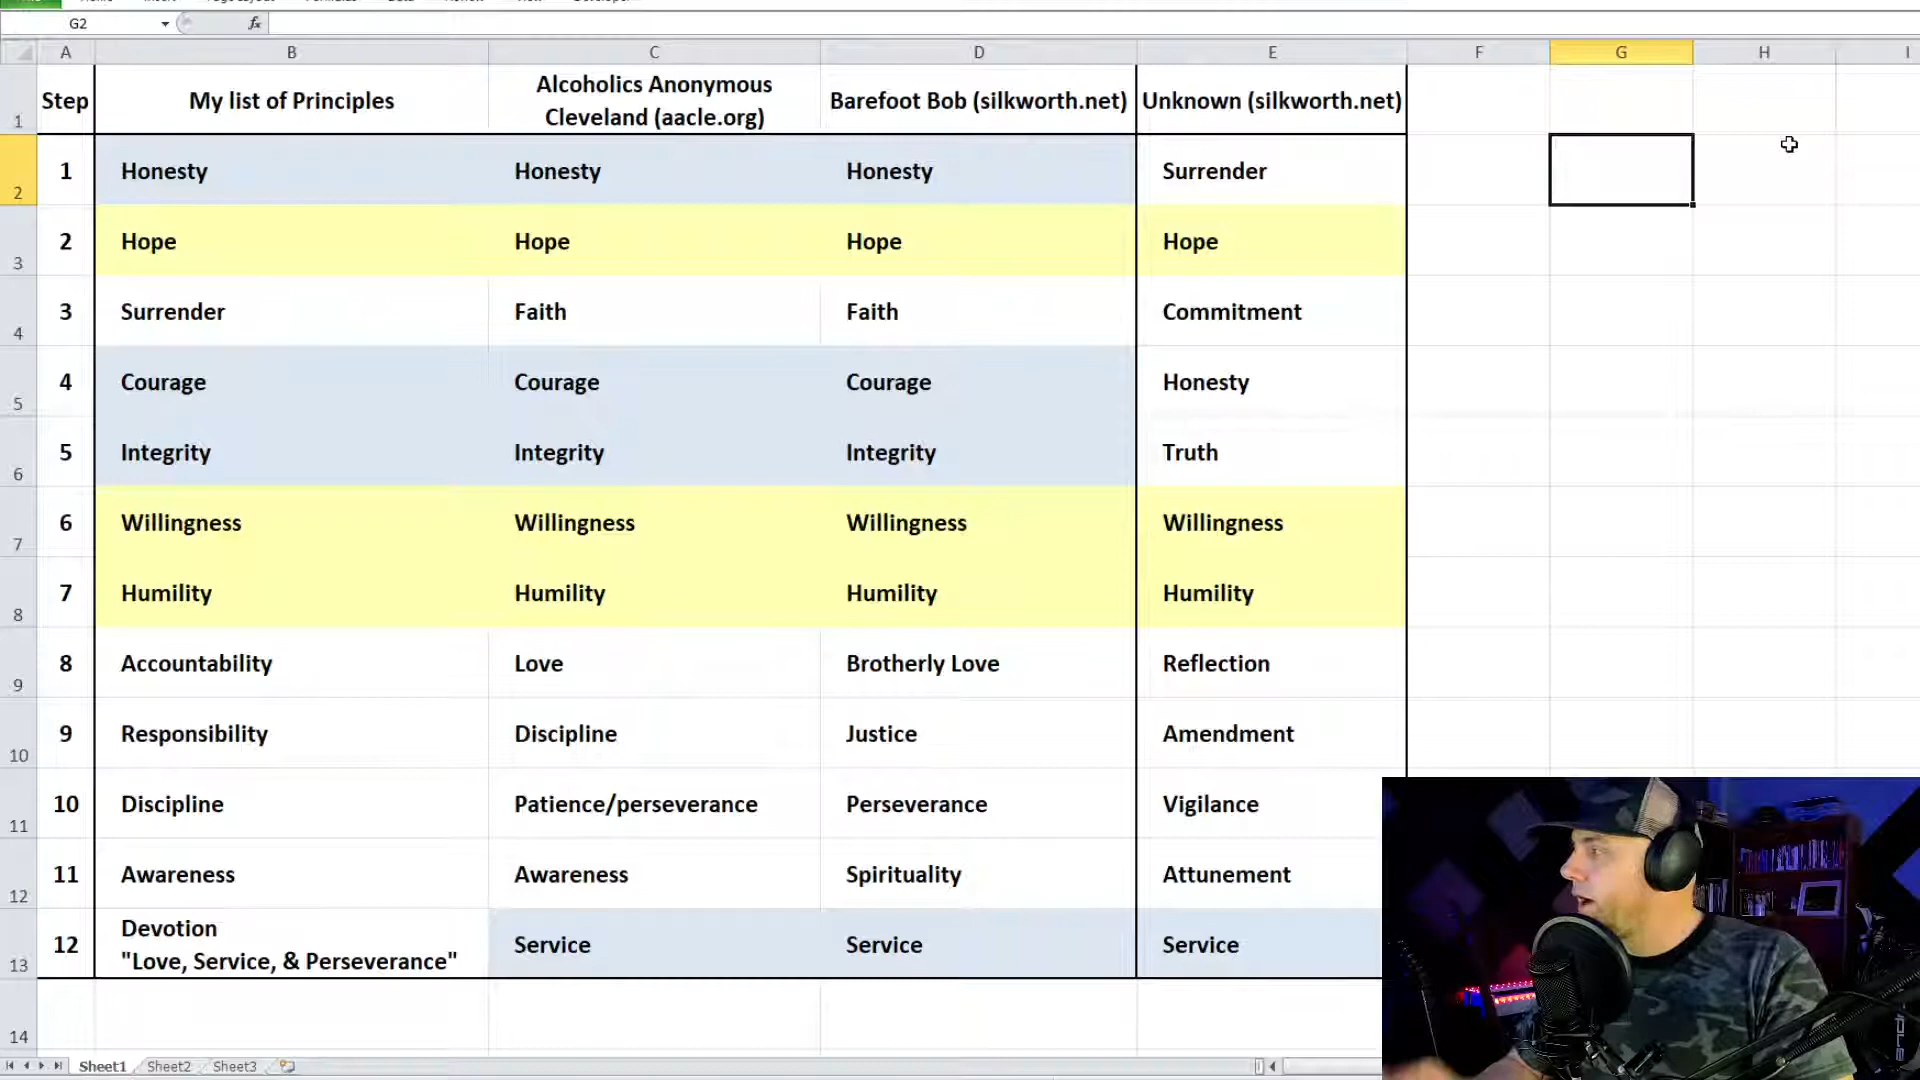 G2 fx
A B C D E F G H I
1 Step My list of Principles Alcoholics Anonymous Cleveland (aacle.org) Barefoot Bob (silkworth.net) Unknown (silkworth.net)
2 1 Honesty Honesty Honesty Surrender
3 2 Hope Hope Hope Hope
4 3 Surrender Faith Faith Commitment
5 4 Courage Courage Courage Honesty
6 5 Integrity Integrity Integrity Truth
7 6 Willingness Willingness Willingness Willingness
8 7 Humility Humility Humility Humility
9 8 Accountability Love Brotherly Love Reflection
10 9 Responsibility Discipline Justice Amendment
11 10 Discipline Patience/perseverance Perseverance Vigilance
12 11 Awareness Awareness Spirituality Attunement
13 12 Devotion "Love, Service, & Perseverance" Service Service Service
14
Sheet1 Sheet2 Sheet3